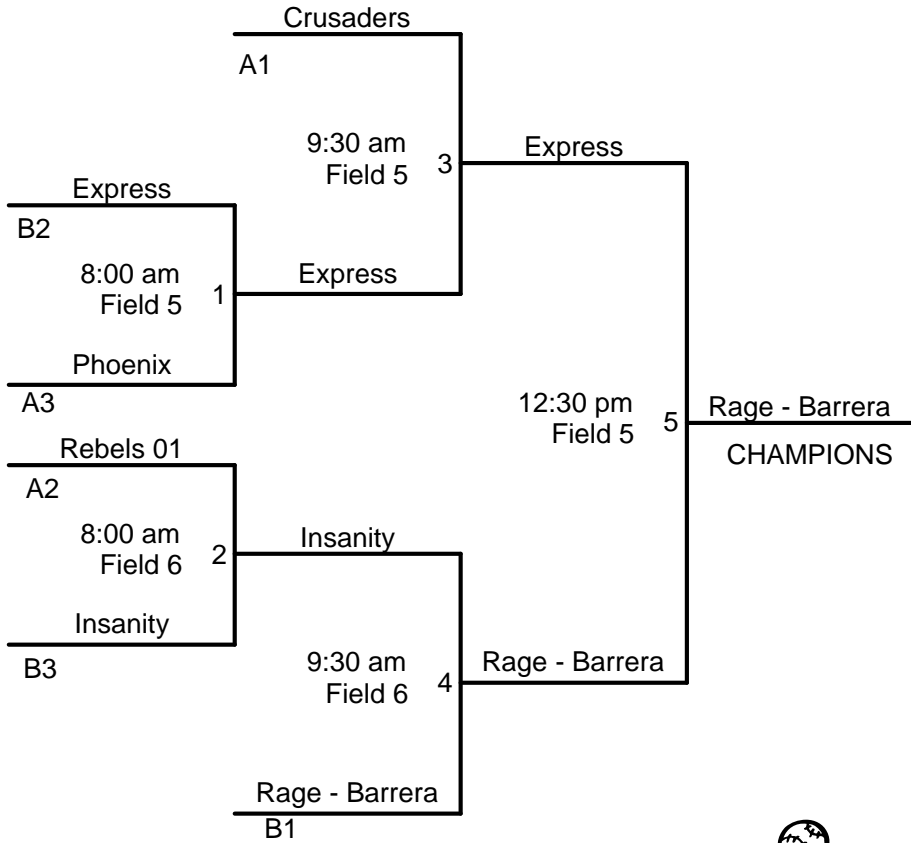 Crusaders
A1
9:30 am
Field 5
3
Express
Express
B2
8:00 am
Field 5
1
Express
Phoenix
A3
12:30 pm
Field 5
5
Rage - Barrera
CHAMPIONS
Rebels 01
A2
8:00 am
Field 6
2
Insanity
Insanity
B3
9:30 am
Field 6
4
Rage - Barrera
Rage - Barrera
B1